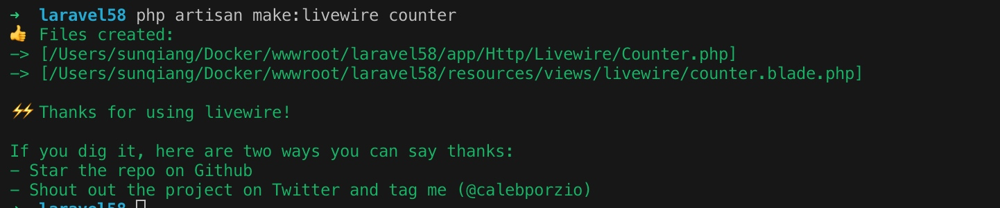 ➜ laravel58 php artisan make:livewire counter
👍 Files created:
—> [/Users/sunqiang/Docker/wwwroot/laravel58/app/Http/Livewire/Counter.php]
—> [/Users/sunqiang/Docker/wwwroot/laravel58/resources/views/livewire/counter.blade.php]
⚡⚡ Thanks for using livewire!
If you dig it, here are two ways you can say thanks:
– Star the repo on Github
– Shout out the project on Twitter and tag me (@calebporzio)
➜ laravel58